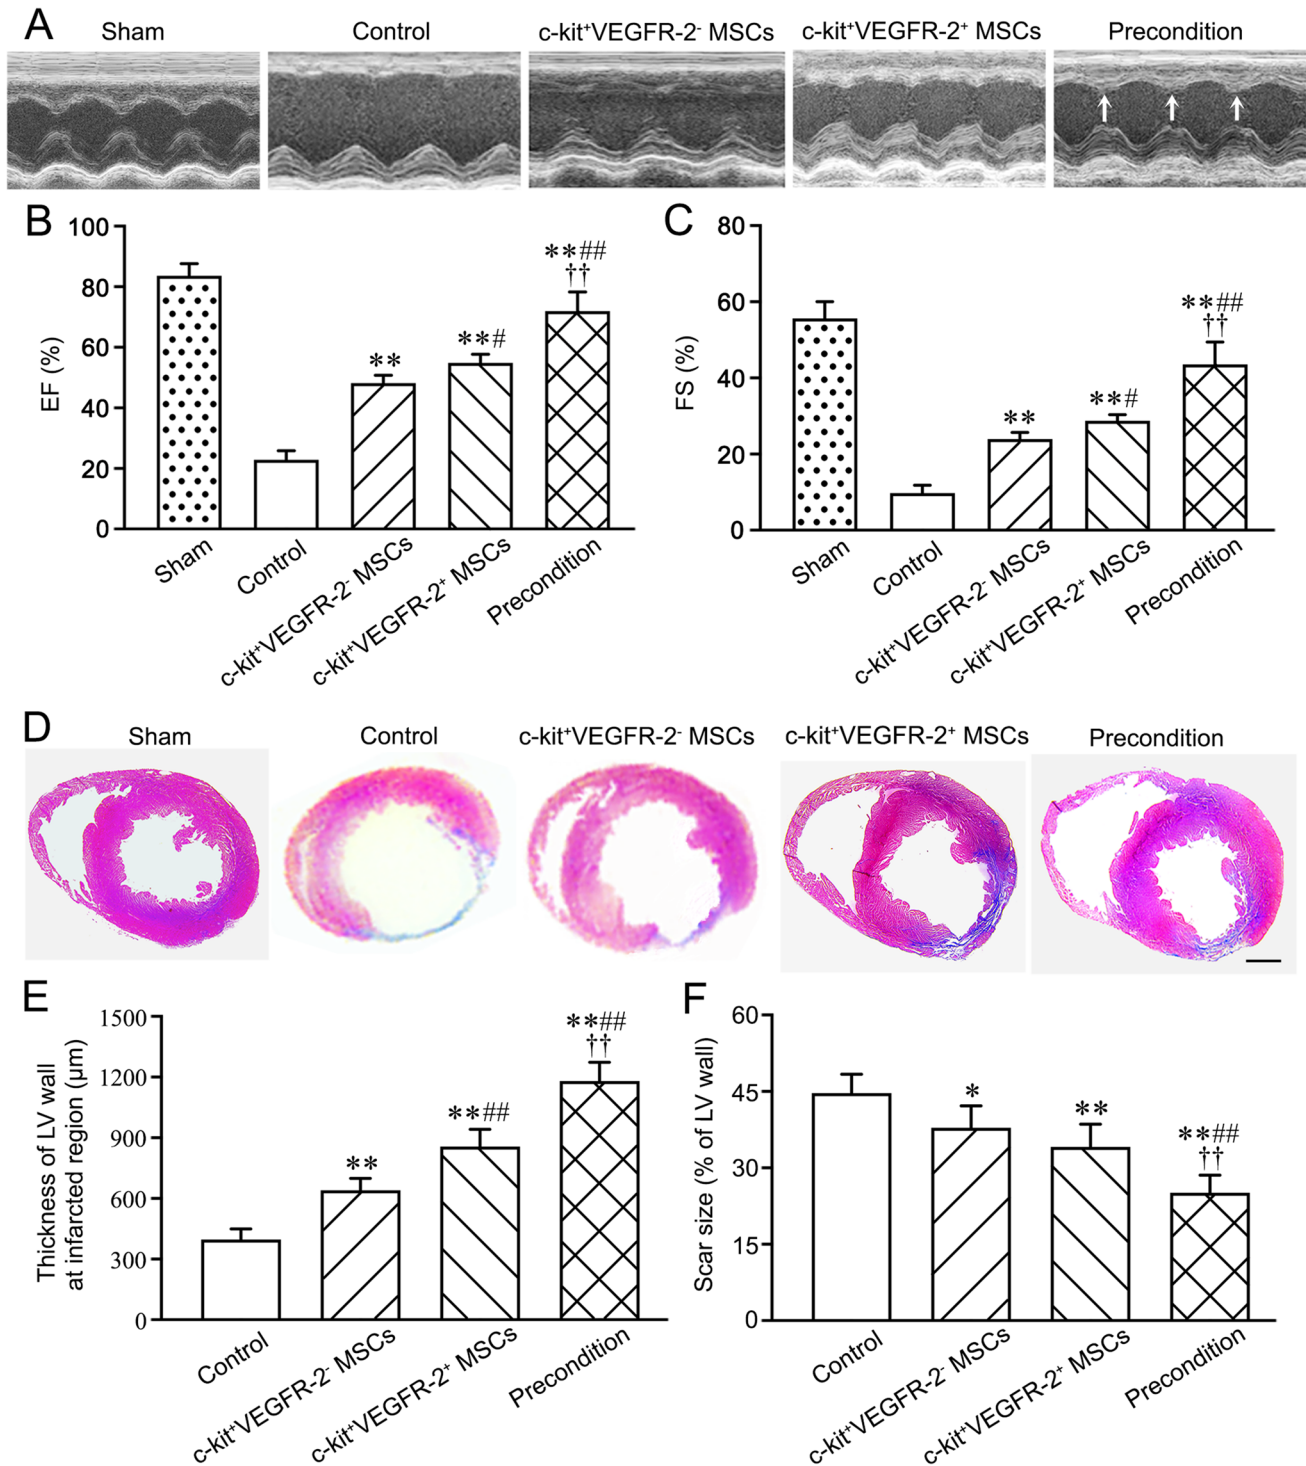 A
Sham
Control
c-kit⁺VEGFR-2⁻ MSCs
c-kit⁺VEGFR-2⁺ MSCs
Precondition
B
EF (%)
100
80
60
40
20
0
**
**#
**##
††
Sham
Control
c-kit⁺VEGFR-2⁻ MSCs
c-kit⁺VEGFR-2⁺ MSCs
Precondition
C
FS (%)
80
60
40
20
0
**
**#
**##
††
Sham
Control
c-kit⁺VEGFR-2⁻ MSCs
c-kit⁺VEGFR-2⁺ MSCs
Precondition
D
Sham
Control
c-kit⁺VEGFR-2⁻ MSCs
c-kit⁺VEGFR-2⁺ MSCs
Precondition
E
Thickness of LV wall
at infarcted region (μm)
1500
1200
900
600
300
0
**
**##
**##
††
Control
c-kit⁺VEGFR-2⁻ MSCs
c-kit⁺VEGFR-2⁺ MSCs
Precondition
F
Scar size (% of LV wall)
60
45
30
15
0
*
**
**##
††
Control
c-kit⁺VEGFR-2⁻ MSCs
c-kit⁺VEGFR-2⁺ MSCs
Precondition